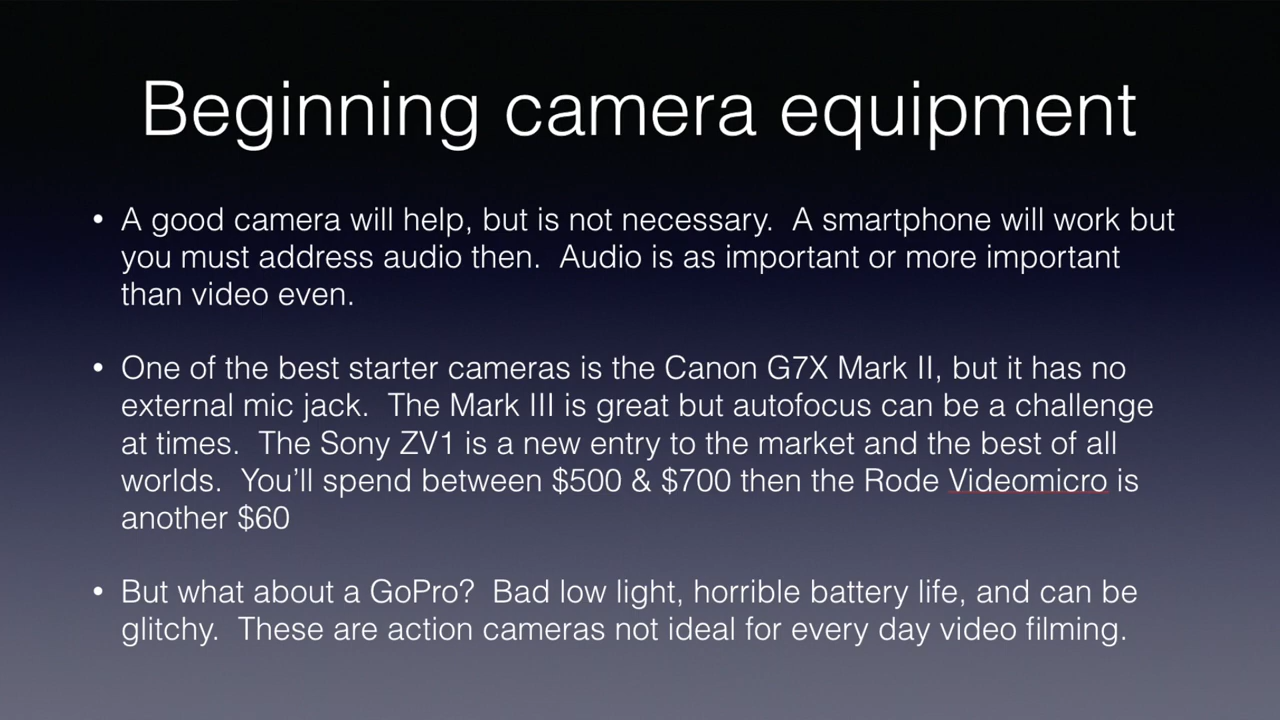 Beginning camera equipment
• A good camera will help, but is not necessary.  A smartphone will work but
you must address audio then.  Audio is as important or more important
than video even.
• One of the best starter cameras is the Canon G7X Mark II, but it has no
external mic jack.  The Mark III is great but autofocus can be a challenge
at times.  The Sony ZV1 is a new entry to the market and the best of all
worlds.  You’ll spend between $500 & $700 then the Rode Videomicro is
another $60
• But what about a GoPro?  Bad low light, horrible battery life, and can be
glitchy.  These are action cameras not ideal for every day video filming.